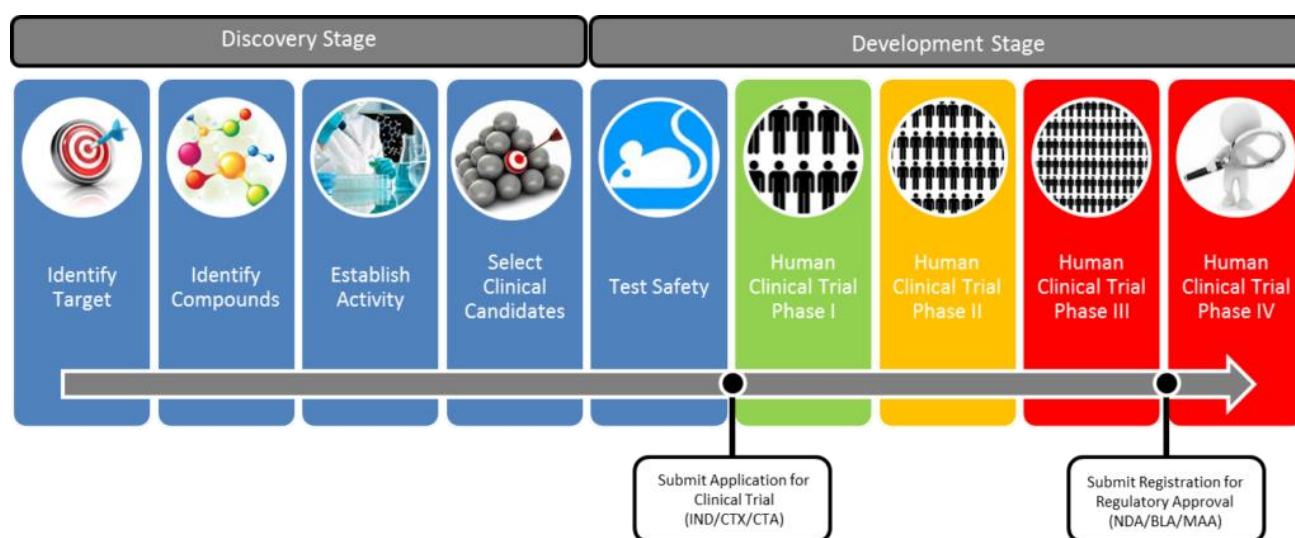 Discovery Stage
Development Stage
Identify
Target
Identify
Compounds
Establish
Activity
Select
Clinical
Candidates
Test Safety
Human
Clinical Trial
Phase I
Human
Clinical Trial
Phase II
Human
Clinical Trial
Phase III
Human
Clinical Trial
Phase IV
Submit Application for
Clinical Trial
(IND/CTX/CTA)
Submit Registration for
Regulatory Approval
(NDA/BLA/MAA)